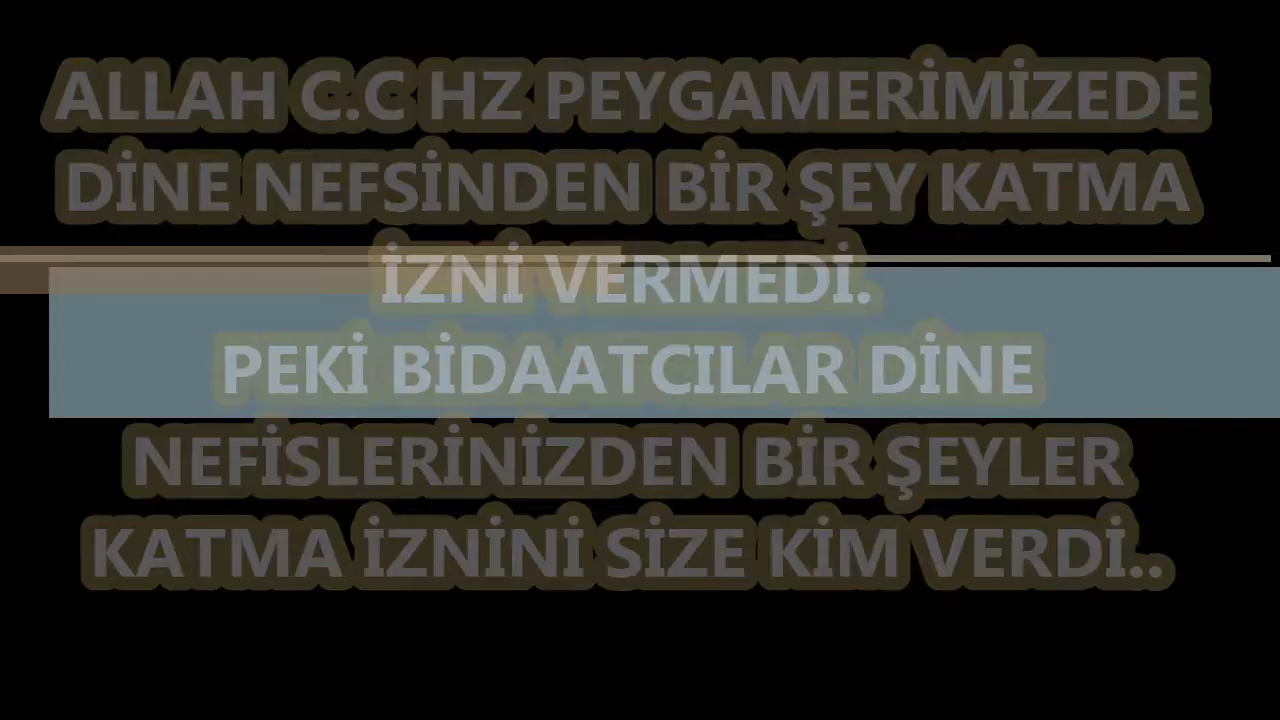 ALLAH C.C HZ PEYGAMERİMİZEDE
DİNE NEFSİNDEN BİR ŞEY KATMA
İZNİ VERMEDİ.
PEKİ BİDAATCILAR DİNE
NEFİSLERİNİZDEN BİR ŞEYLER
KATMA İZNİNİ SİZE KİM VERDİ..